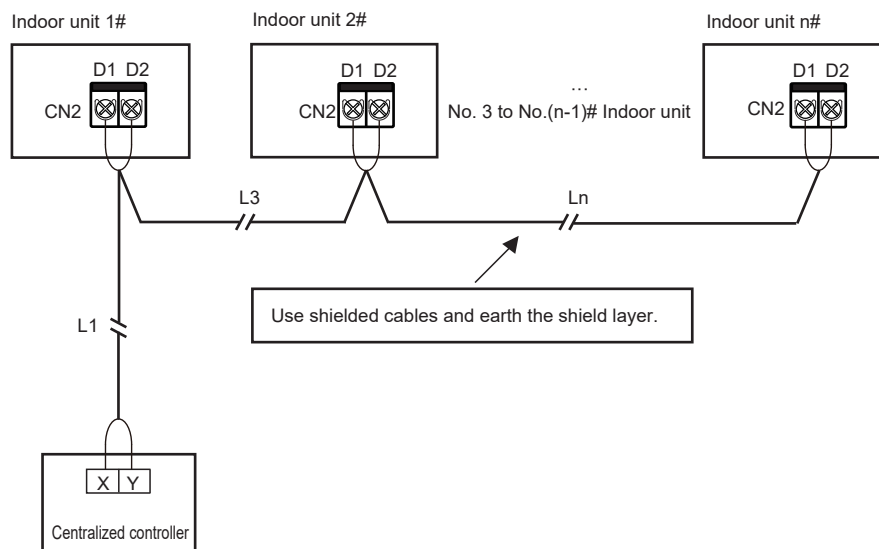 Indoor unit 1#
Indoor unit 2#
Indoor unit n#
D1 D2
CN2
D1 D2
CN2
…
No. 3 to No.(n-1)# Indoor unit
D1 D2
CN2
L3
Ln
Use shielded cables and earth the shield layer.
L1
X Y
Centralized controller